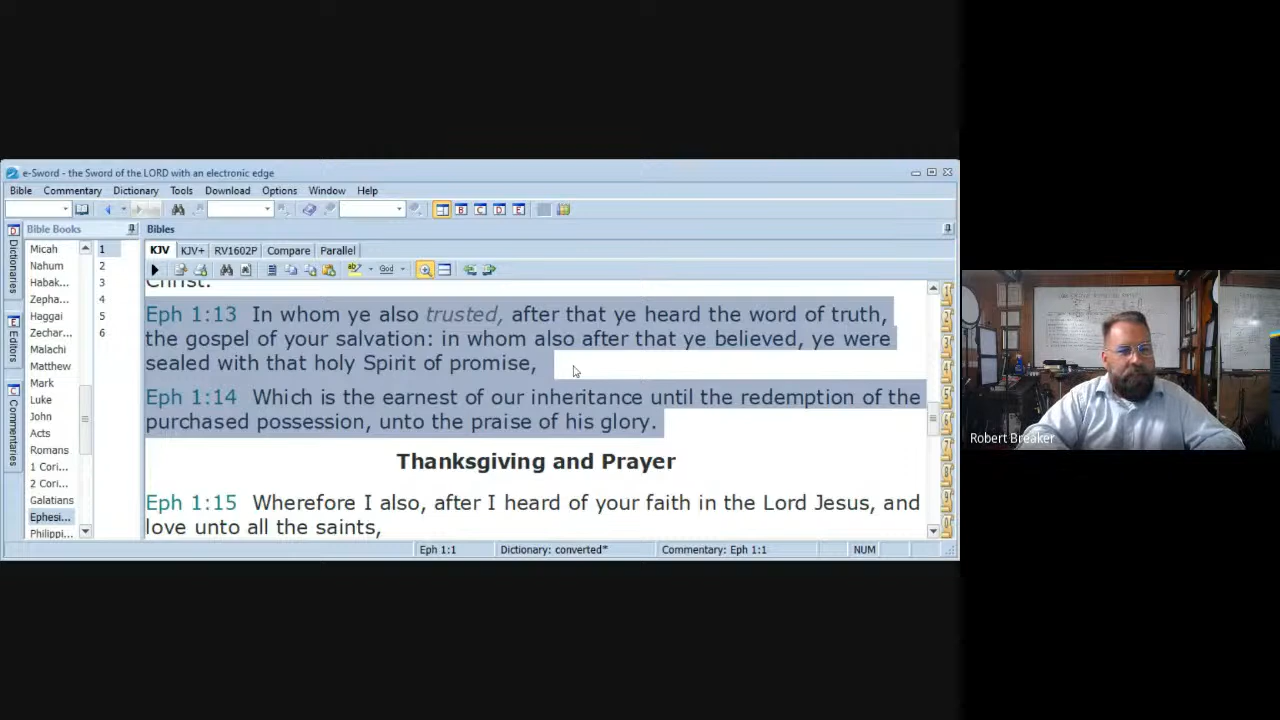 e-Sword - the Sword of the LORD with an electronic edge
Bible Commentary Dictionary Tools Download Options Window Help
B C D E
Bible Books
Bibles
Dictionaries
Editors
Commentaries
Micah
Nahum
Habak...
Zepha...
Haggai
Zechar...
Malachi
Matthew
Mark
Luke
John
Acts
Romans
1 Cori...
2 Cori...
Galatians
Ephesi...
Philippi...
1
2
3
4
5
6
KJV KJV+ RV1602P Compare Parallel
God
Christ.
Eph 1:13 In whom ye also trusted, after that ye heard the word of truth,
the gospel of your salvation: in whom also after that ye believed, ye were
sealed with that holy Spirit of promise,
Eph 1:14 Which is the earnest of our inheritance until the redemption of the
purchased possession, unto the praise of his glory.
Thanksgiving and Prayer
Eph 1:15 Wherefore I also, after I heard of your faith in the Lord Jesus, and
love unto all the saints,
Eph 1:1 Dictionary: converted* Commentary: Eph 1:1 NUM
Robert Breaker